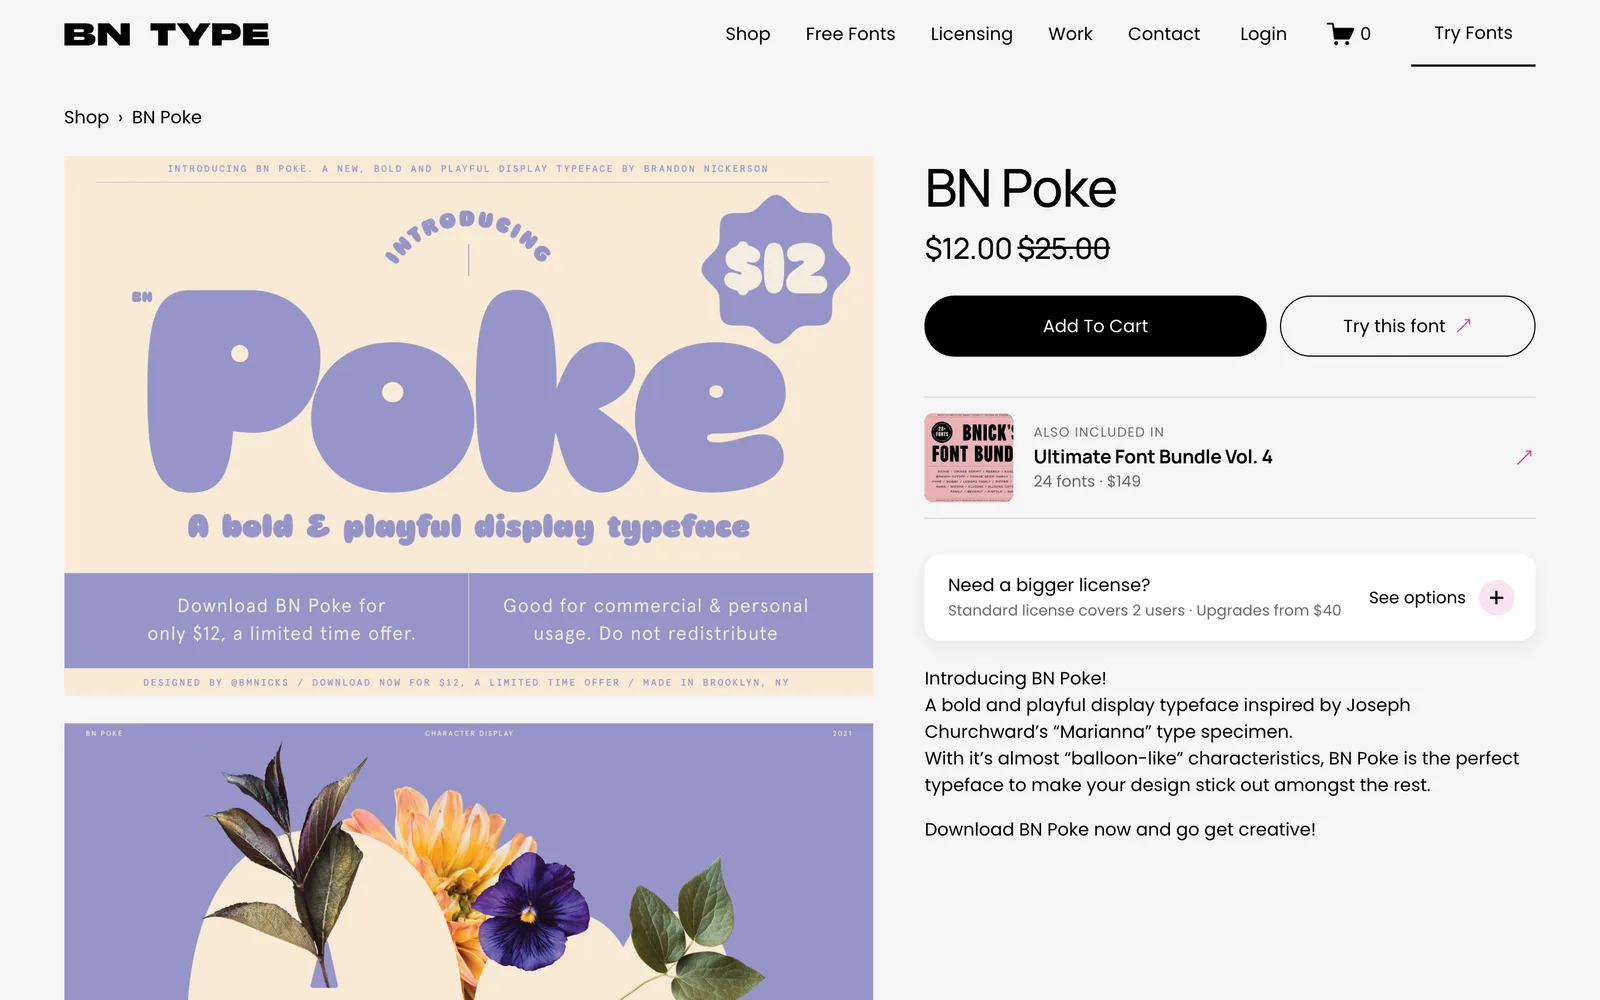 BN TYPE
Shop Free Fonts Licensing Work Contact Login 0 Try Fonts
Shop › BN Poke
INTRODUCING BN POKE. A NEW, BOLD AND PLAYFUL DISPLAY TYPEFACE BY BRANDON NICKERSON
INTRODUCING
$12
BN
Poke
A bold & playful display typeface
Download BN Poke for
only $12, a limited time offer.
Good for commercial & personal
usage. Do not redistribute
DESIGNED BY @BMNICKS / DOWNLOAD NOW FOR $12, A LIMITED TIME OFFER / MADE IN BROOKLYN, NY
BN POKE CHARACTER DISPLAY 2021
BN Poke
$12.00 $25.00
Add To Cart
Try this font
BNICK'S
FONT BUND
ALSO INCLUDED IN
Ultimate Font Bundle Vol. 4
24 fonts · $149
Need a bigger license?
Standard license covers 2 users · Upgrades from $40
See options +
Introducing BN Poke!
A bold and playful display typeface inspired by Joseph
Churchward’s “Marianna” type specimen.
With it’s almost “balloon-like” characteristics, BN Poke is the perfect
typeface to make your design stick out amongst the rest.
Download BN Poke now and go get creative!